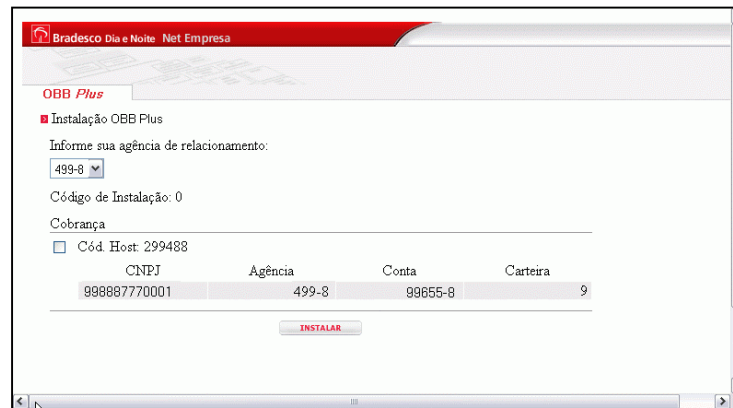 Bradesco Dia e Noite Net Empresa
OBB Plus
Instalação OBB Plus
Informe sua agência de relacionamento:
499-8
Código de Instalação: 0
Cobrança
Cód. Host: 299488
CNPJ Agência Conta Carteira
998887770001 499-8 99655-8 9
INSTALAR